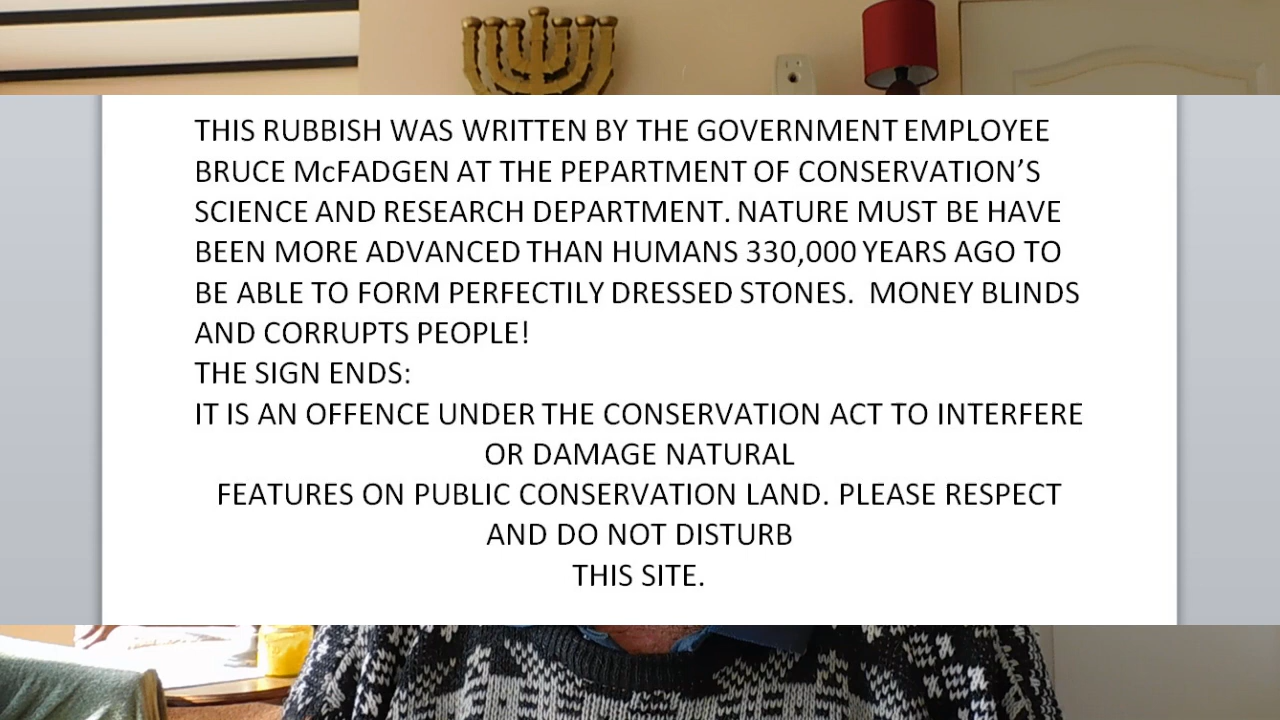 THIS RUBBISH WAS WRITTEN BY THE GOVERNMENT EMPLOYEE
BRUCE McFADGEN AT THE PEPARTMENT OF CONSERVATION’S
SCIENCE AND RESEARCH DEPARTMENT. NATURE MUST BE HAVE
BEEN MORE ADVANCED THAN HUMANS 330,000 YEARS AGO TO
BE ABLE TO FORM PERFECTILY DRESSED STONES.  MONEY BLINDS
AND CORRUPTS PEOPLE!
THE SIGN ENDS:
IT IS AN OFFENCE UNDER THE CONSERVATION ACT TO INTERFERE
OR DAMAGE NATURAL
FEATURES ON PUBLIC CONSERVATION LAND. PLEASE RESPECT
AND DO NOT DISTURB
THIS SITE.